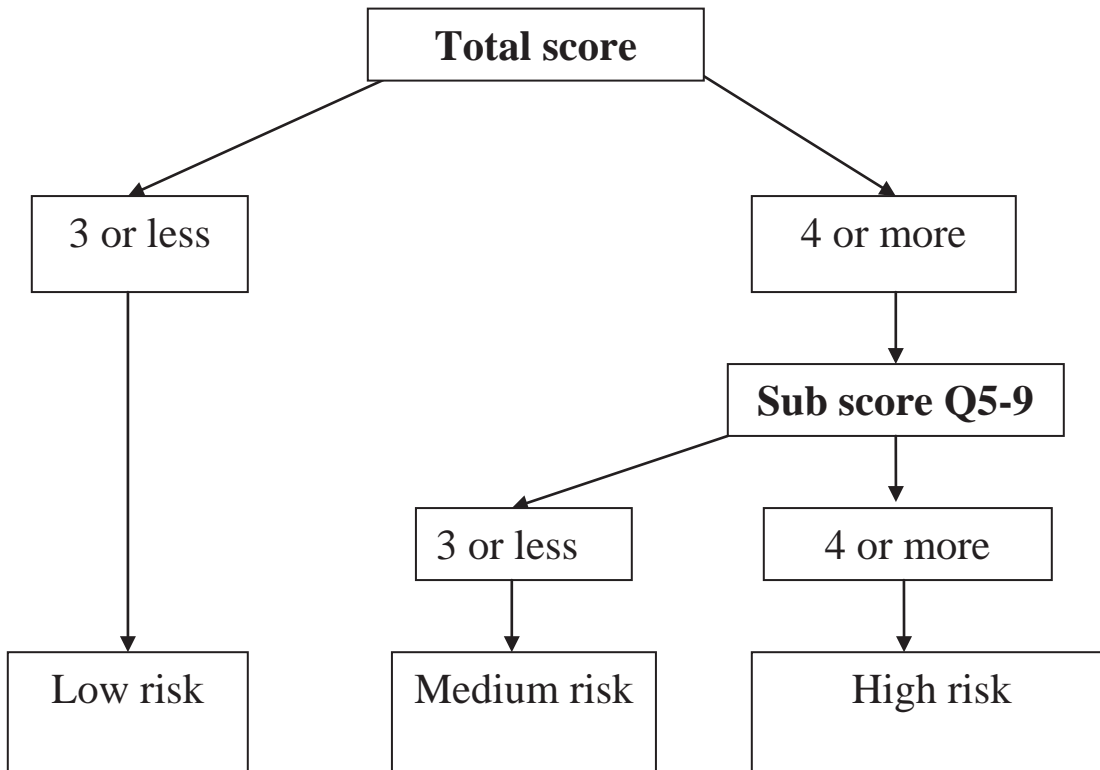 Total score
3 or less
4 or more
Sub score Q5-9
3 or less
4 or more
Low risk
Medium risk
High risk